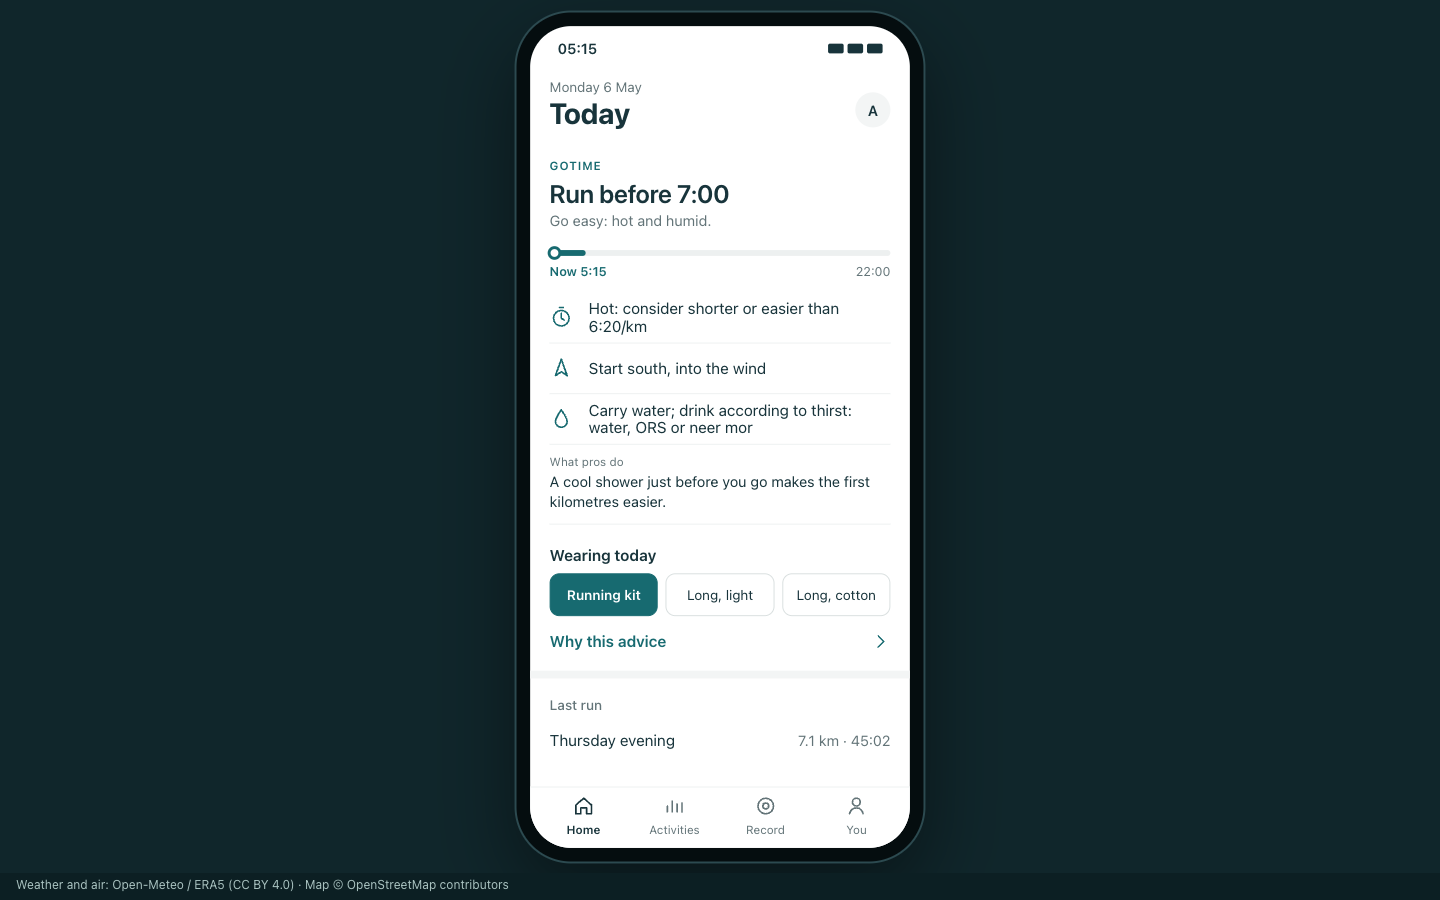 05:15
Monday 6 May
Today
A
GOTIME
Run before 7:00
Go easy: hot and humid.
Now 5:15
22:00
Hot: consider shorter or easier than
6:20/km
Start south, into the wind
Carry water; drink according to thirst:
water, ORS or neer mor
What pros do
A cool shower just before you go makes the first
kilometres easier.
Wearing today
Running kit
Long, light
Long, cotton
Why this advice
Last run
Thursday evening
7.1 km · 45:02
Home
Activities
Record
You
Weather and air: Open-Meteo / ERA5 (CC BY 4.0) · Map © OpenStreetMap contributors